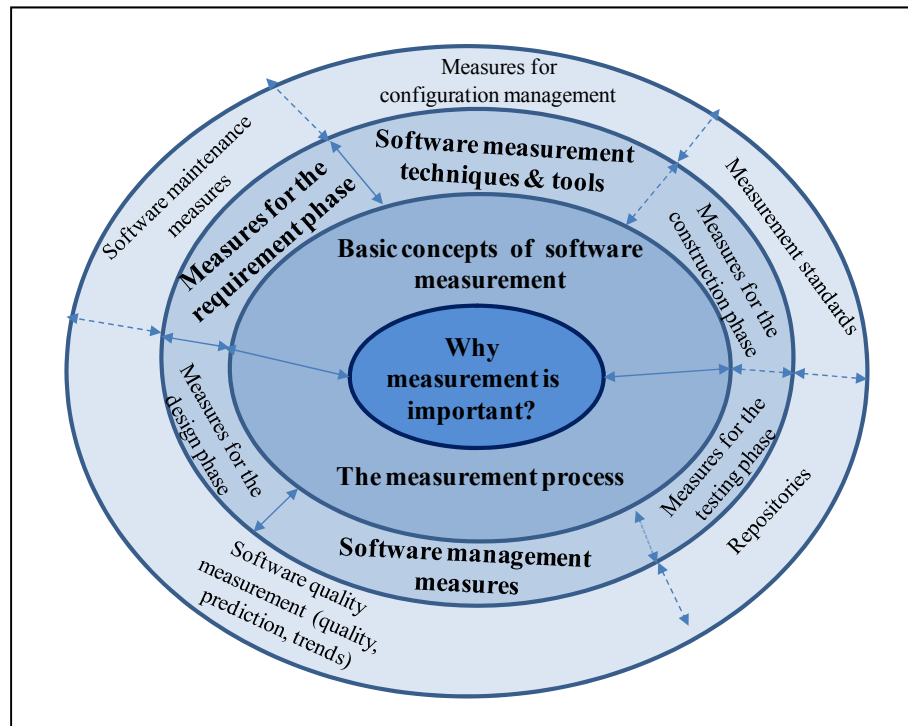 Measures for
configuration management
Software measurement
techniques & tools
Software maintenance
measures
Measures for the
requirement phase
Measures for the
construction phase
Measurement standards
Basic concepts of software
measurement
Why
measurement is
important?
The measurement process
Measures for the
design phase
Measures for the
testing phase
Repositories
Software management
measures
Software quality
measurement (quality,
prediction, trends)